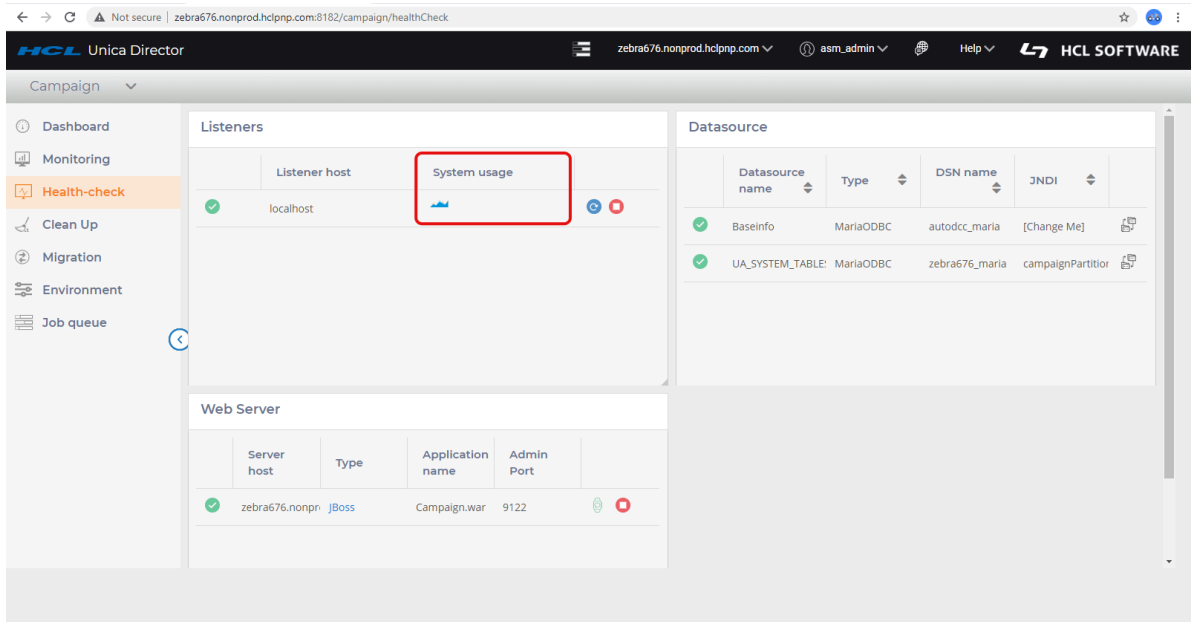 Not secure | zebra676.nonprod.hclpnp.com:8182/campaign/healthCheck
HCL Unica Director
zebra676.nonprod.hclpnp.com
asm_admin
Help
HCL SOFTWARE
Campaign
Dashboard
Monitoring
Health-check
Clean Up
Migration
Environment
Job queue
Listeners
Listener host
System usage
localhost
Datasource
Datasource name
Type
DSN name
JNDI
Baseinfo
MariaODBC
autodcc_maria
[Change Me]
UA_SYSTEM_TABLES
MariaODBC
zebra676_maria
campaignPartition
Web Server
Server host
Type
Application name
Admin Port
zebra676.nonpr
JBoss
Campaign.war
9122